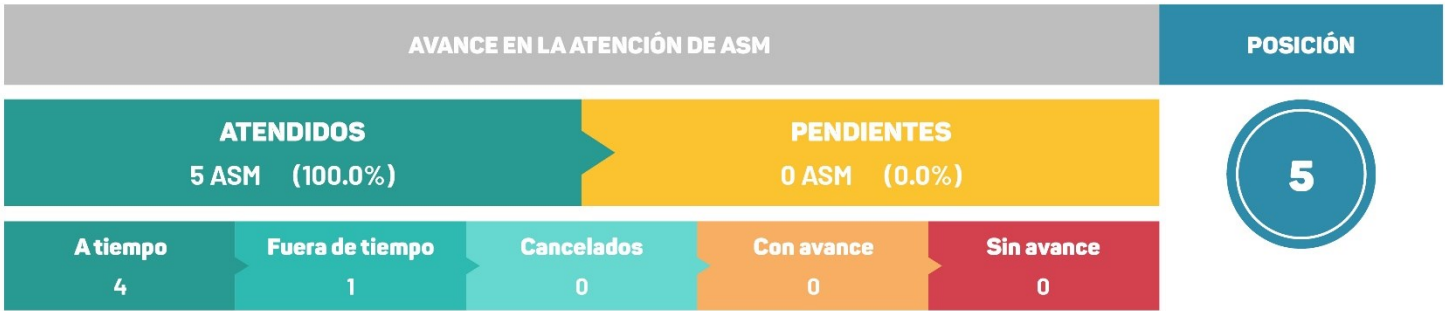 AVANCE EN LA ATENCIÓN DE ASM
POSICIÓN
ATENDIDOS
5 ASM (100.0%)
PENDIENTES
0 ASM (0.0%)
5
A tiempo
4
Fuera de tiempo
1
Cancelados
0
Con avance
0
Sin avance
0